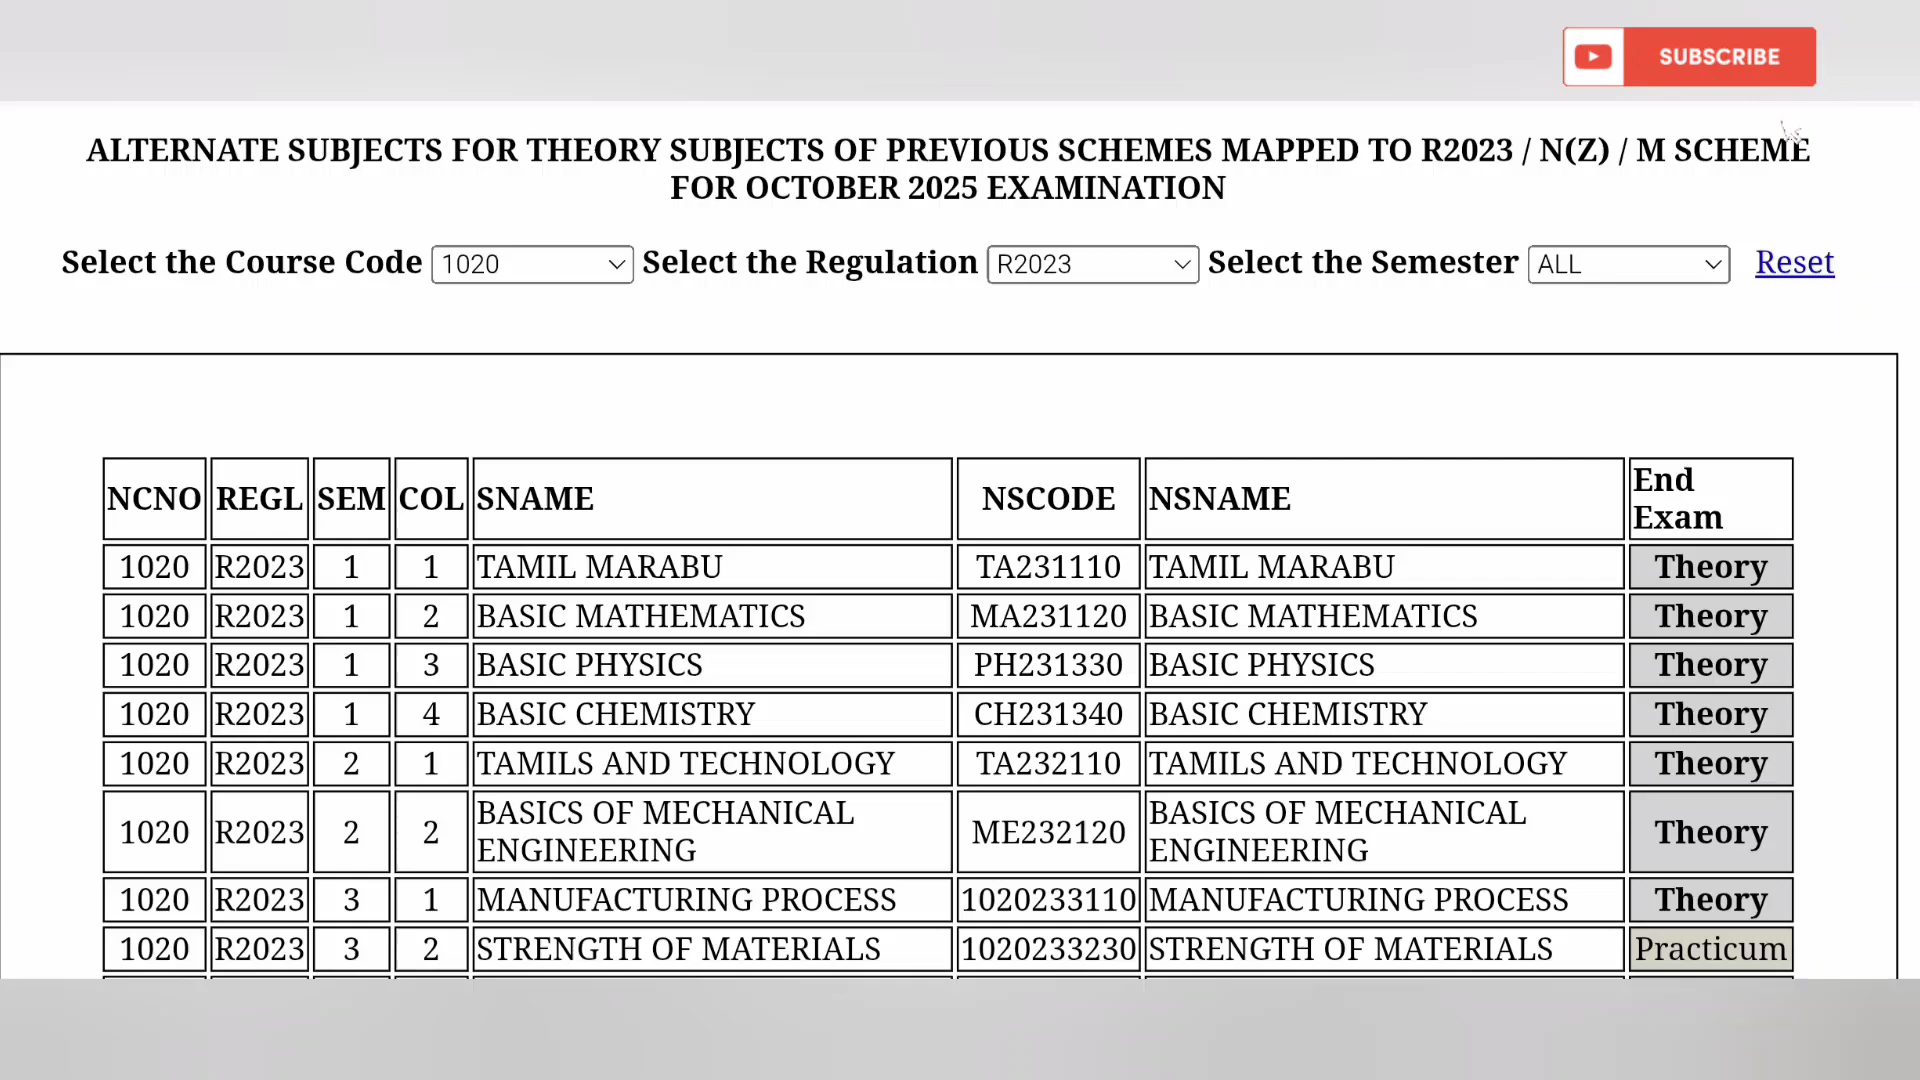 SUBSCRIBE
ALTERNATE SUBJECTS FOR THEORY SUBJECTS OF PREVIOUS SCHEMES MAPPED TO R2023 / N(Z) / M SCHEME
FOR OCTOBER 2025 EXAMINATION
Select the Course Code 1020 Select the Regulation R2023 Select the Semester ALL Reset
NCNO REGL SEM COL SNAME NSCODE NSNAME End Exam
1020 R2023 1 1 TAMIL MARABU TA231110 TAMIL MARABU Theory
1020 R2023 1 2 BASIC MATHEMATICS MA231120 BASIC MATHEMATICS Theory
1020 R2023 1 3 BASIC PHYSICS PH231330 BASIC PHYSICS Theory
1020 R2023 1 4 BASIC CHEMISTRY CH231340 BASIC CHEMISTRY Theory
1020 R2023 2 1 TAMILS AND TECHNOLOGY TA232110 TAMILS AND TECHNOLOGY Theory
1020 R2023 2 2 BASICS OF MECHANICAL ENGINEERING ME232120 BASICS OF MECHANICAL ENGINEERING Theory
1020 R2023 3 1 MANUFACTURING PROCESS 1020233110 MANUFACTURING PROCESS Theory
1020 R2023 3 2 STRENGTH OF MATERIALS 1020233230 STRENGTH OF MATERIALS Practicum